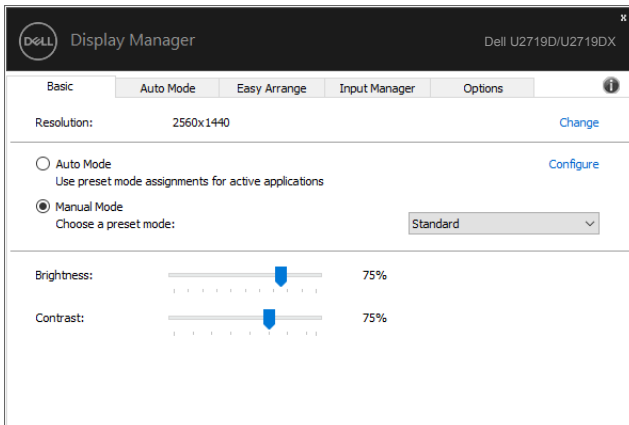 x
DELL Display Manager Dell U2719D/U2719DX
Basic Auto Mode Easy Arrange Input Manager Options i
Resolution: 2560x1440 Change
Auto Mode Configure
Use preset mode assignments for active applications
Manual Mode
Choose a preset mode: Standard
Brightness: 75%
Contrast: 75%